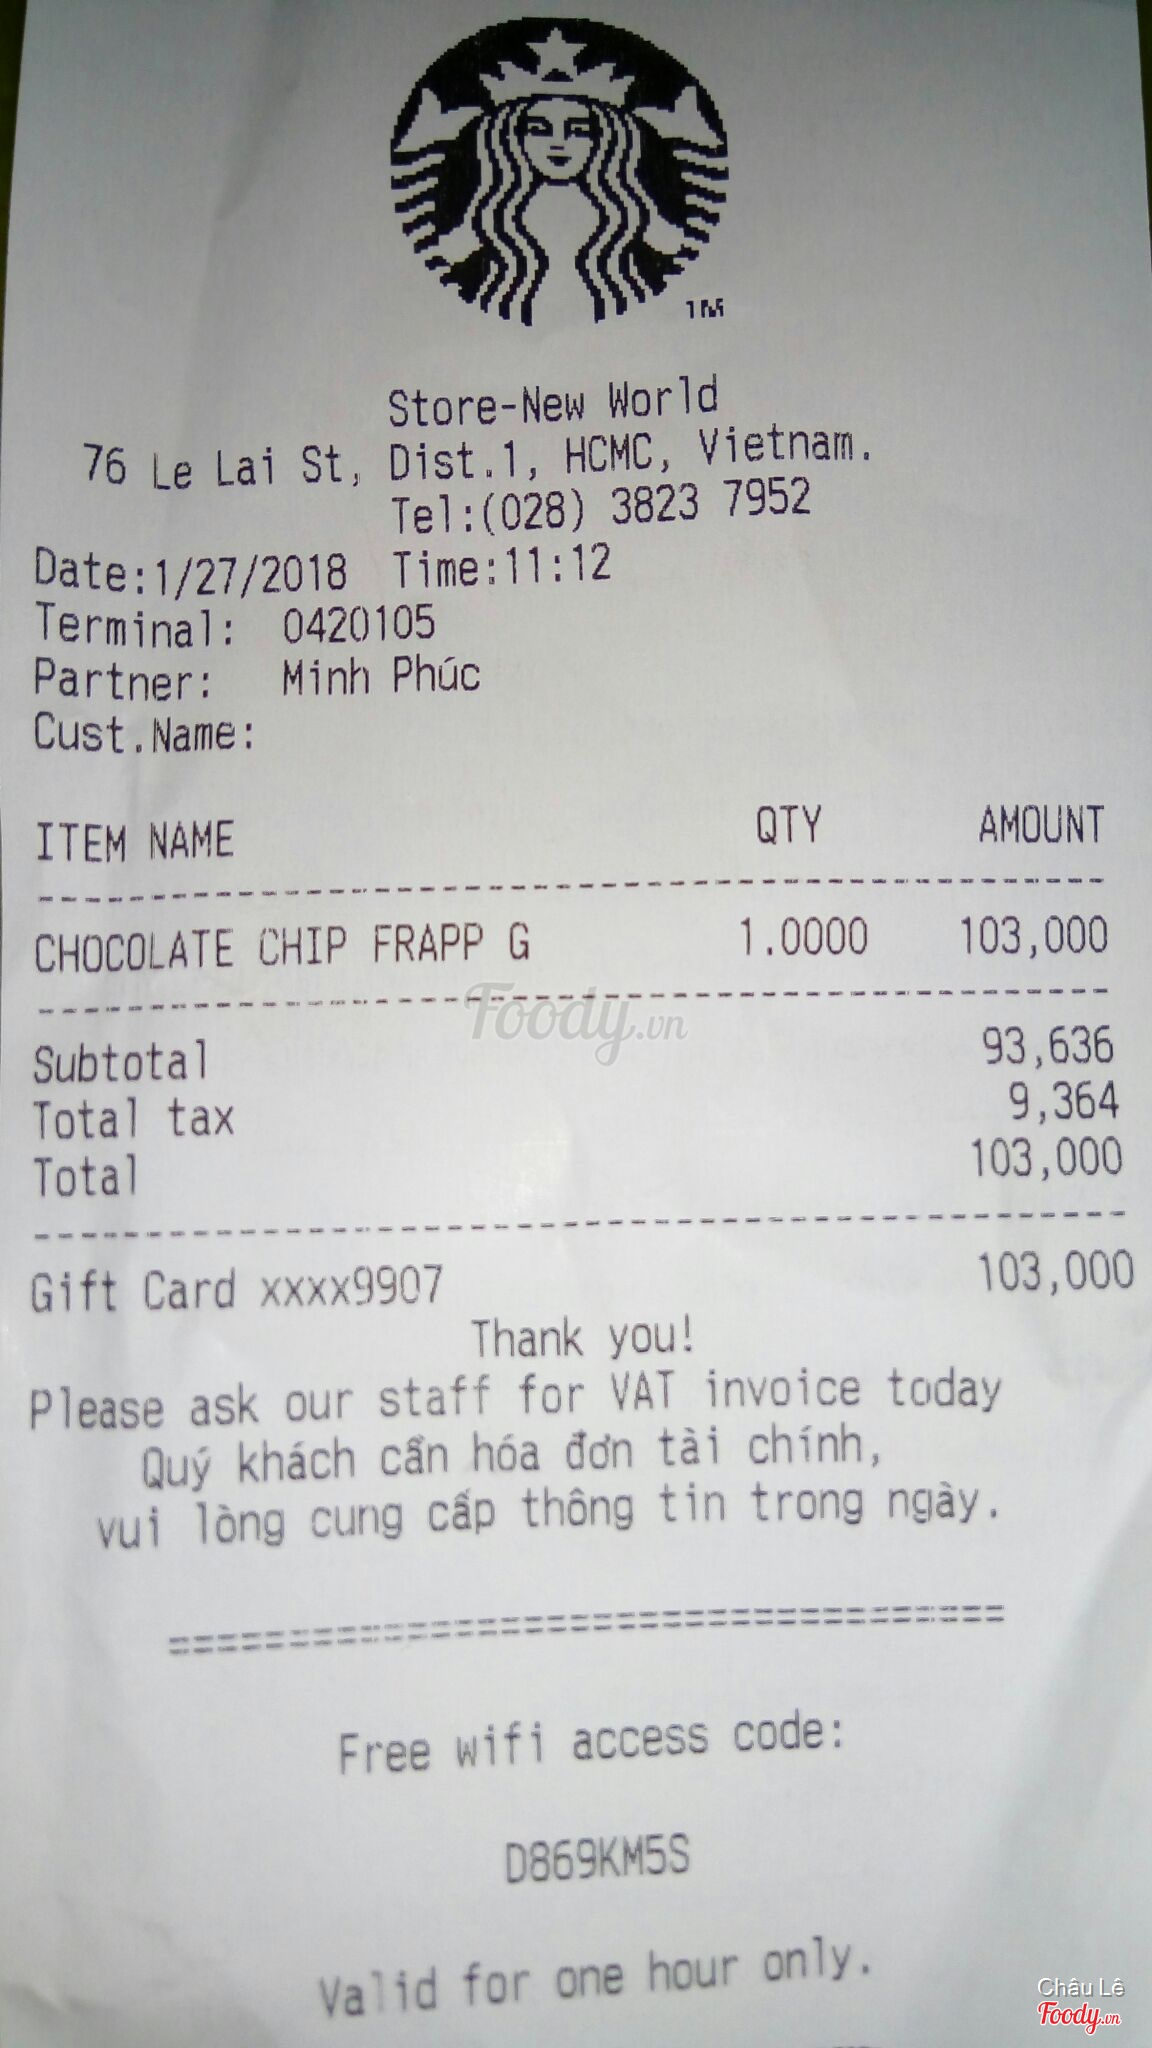 TM
Store-New World
76 Le Lai St, Dist.1, HCMC, Vietnam.
Tel:(028) 3823 7952
Date:1/27/2018 Time:11:12
Terminal: 0420105
Partner: Minh Phúc
Cust.Name:
ITEM NAME QTY AMOUNT
CHOCOLATE CHIP FRAPP G 1.0000 103,000
Foody.vn
Subtotal 93,636
Total tax 9,364
Total 103,000
Gift Card xxxx9907 103,000
Thank you!
Please ask our staff for VAT invoice today
Quý khách cần hóa đơn tài chính,
vui lòng cung cấp thông tin trong ngày.
Free wifi access code:
D869KM5S
Valid for one hour only.
Châu Lê
Foody.vn